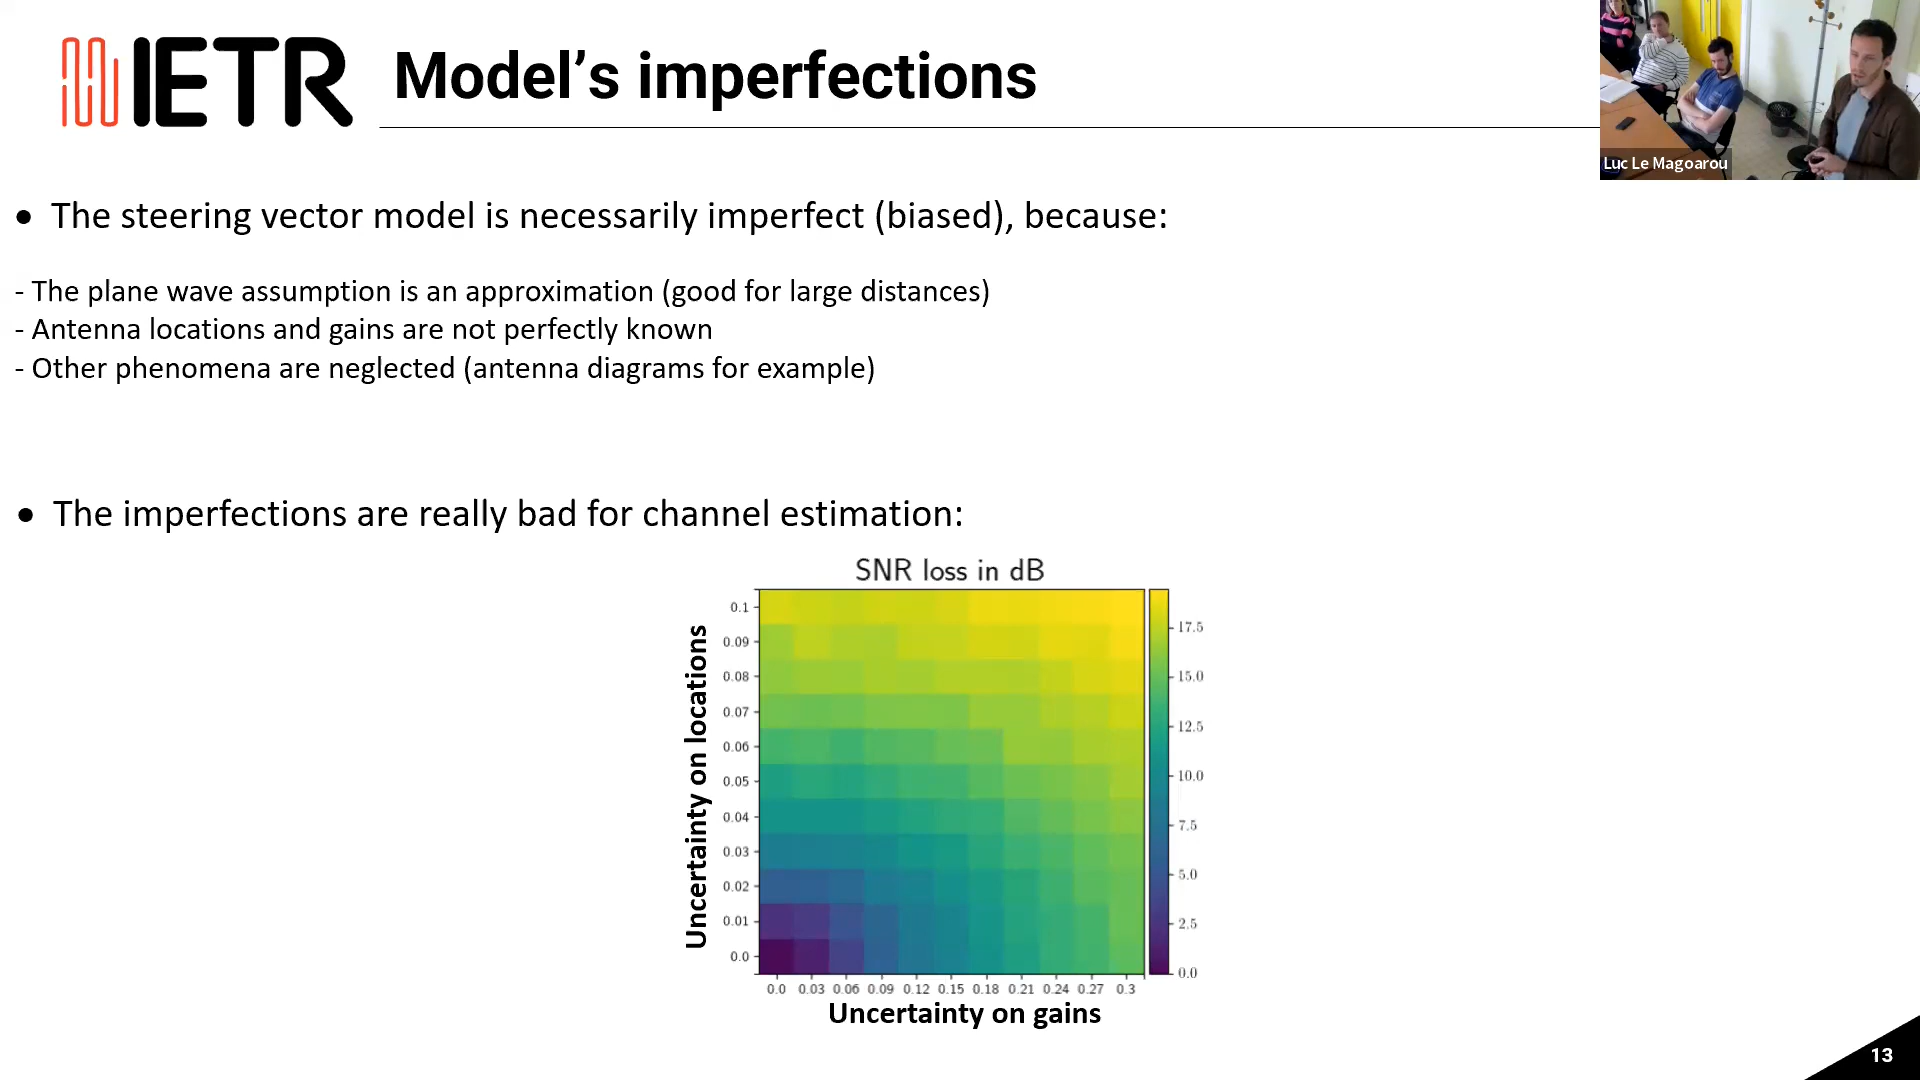 IETR
Model’s imperfections
Luc Le Magoarou
• The steering vector model is necessarily imperfect (biased), because:
- The plane wave assumption is an approximation (good for large distances)
- Antenna locations and gains are not perfectly known
- Other phenomena are neglected (antenna diagrams for example)
• The imperfections are really bad for channel estimation:
SNR loss in dB
Uncertainty on locations
0.1
0.09
0.08
0.07
0.06
0.05
0.04
0.03
0.02
0.01
0.0
17.5
15.0
12.5
10.0
7.5
5.0
2.5
0.0
0.0 0.03 0.06 0.09 0.12 0.15 0.18 0.21 0.24 0.27 0.3
Uncertainty on gains
13